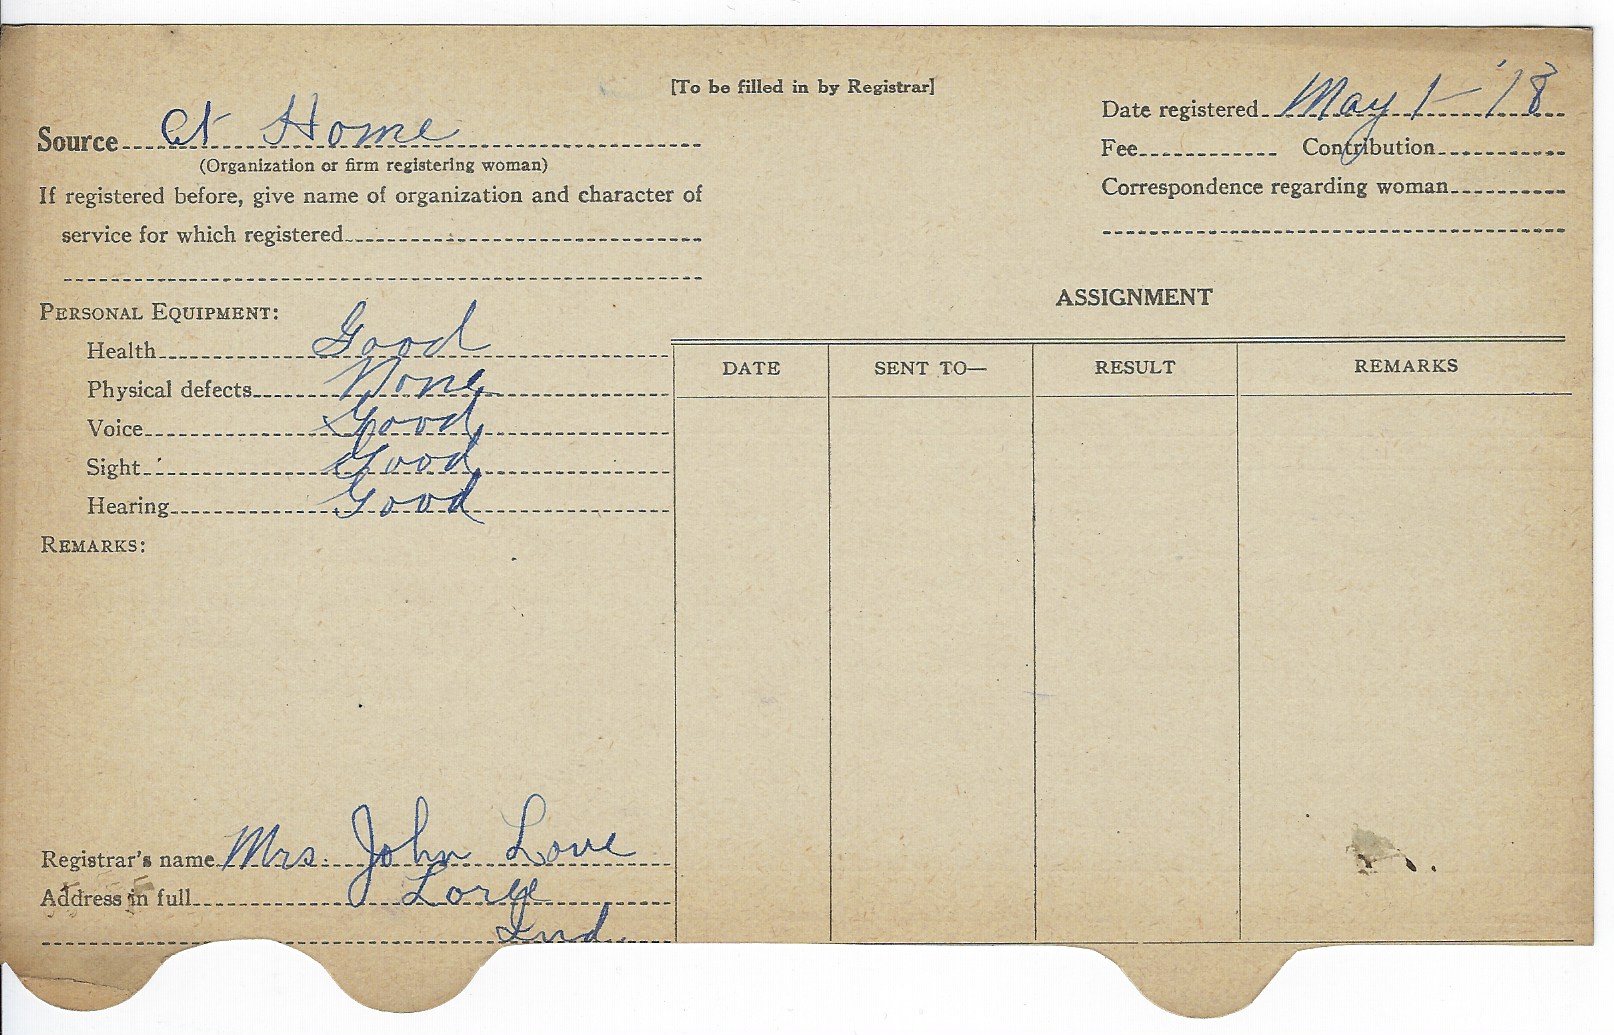 [To be filled in by Registrar]
Source At Home
(Organization or firm registering woman)
If registered before, give name of organization and character of
service for which registered
Date registered May 1 - '18
Fee Contribution
Correspondence regarding woman
PERSONAL EQUIPMENT:
Health Good
Physical defects None
Voice Good
Sight Good
Hearing Good
REMARKS:
ASSIGNMENT
DATE SENT TO— RESULT REMARKS
Registrar's name Mrs. John Love
Address in full
Ind.